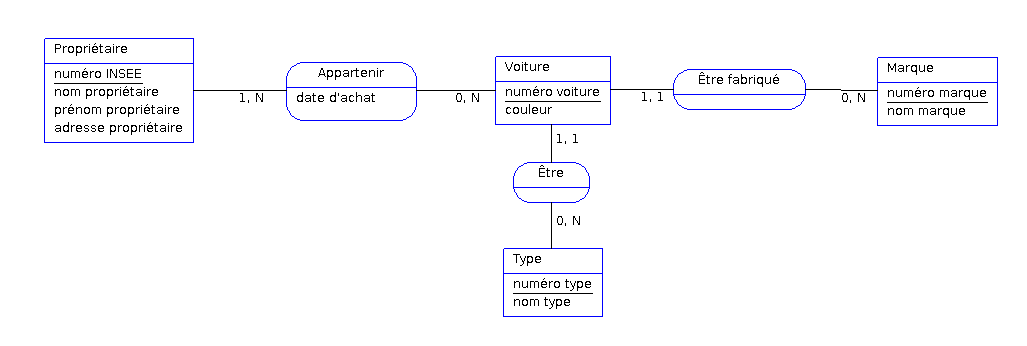 Propriétaire
numéro INSEE
nom propriétaire
prénom propriétaire
adresse propriétaire
1, N
Appartenir
date d'achat
0, N
Voiture
numéro voiture
couleur
1, 1
Être fabriqué
0, N
Marque
numéro marque
nom marque
1, 1
Être
0, N
Type
numéro type
nom type